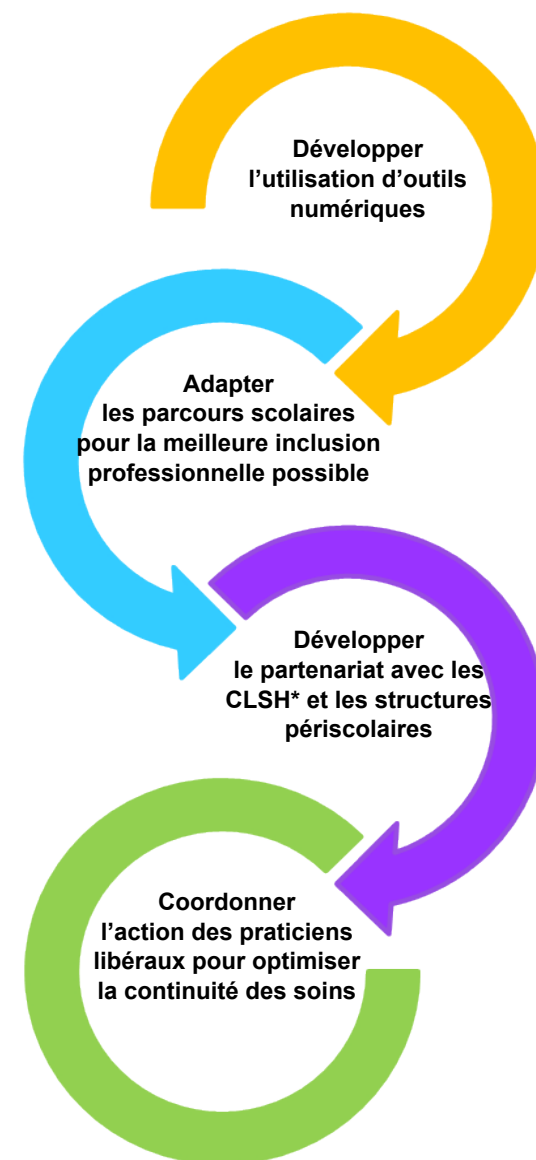 Développer
l’utilisation d’outils
numériques
Adapter
les parcours scolaires
pour la meilleure inclusion
professionnelle possible
Développer
le partenariat avec les
CLSH* et les structures
périscolaires
Coordonner
l’action des praticiens
libéraux pour optimiser
la continuité des soins